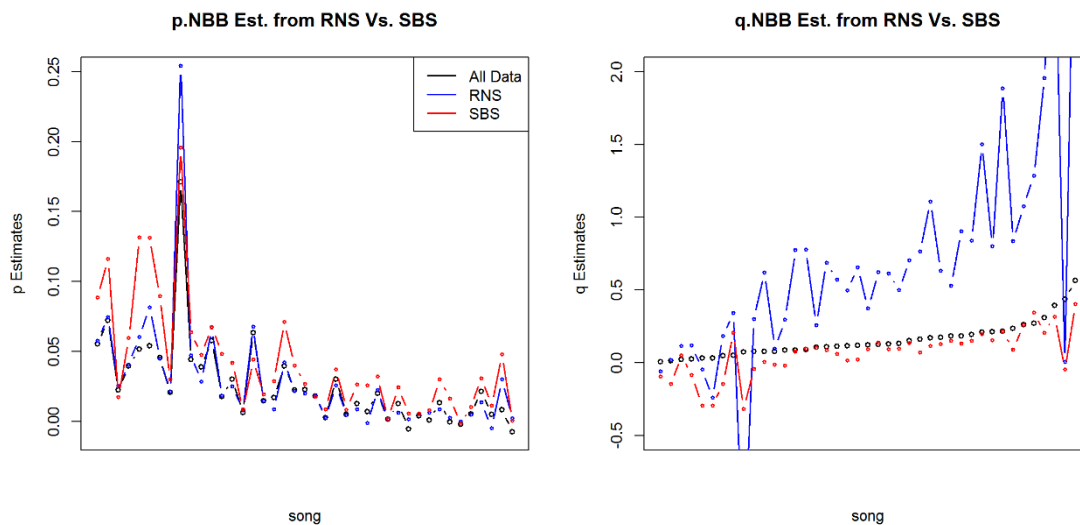 p.NBB Est. from RNS Vs. SBS
p Estimates
0.25
0.20
0.15
0.10
0.05
0.00
All Data
RNS
SBS
song
q.NBB Est. from RNS Vs. SBS
q Estimates
2.0
1.5
1.0
0.5
0.0
-0.5
song